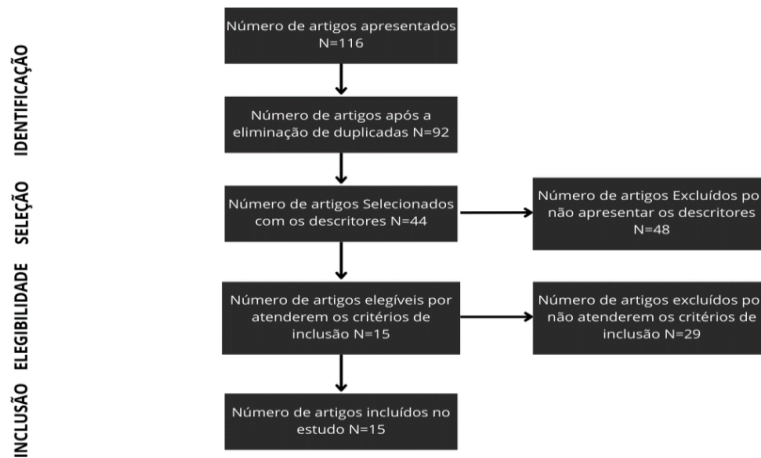 IDENTIFICAÇÃO
Número de artigos apresentados
N=116
Número de artigos após a
eliminação de duplicadas N=92
SELEÇÃO
Número de artigos Selecionados
com os descritores N=44
Número de artigos Excluídos po
não apresentar os descritores
N=48
ELEGIBILIDADE
Número de artigos elegíveis por
atenderem os critérios de
inclusão N=15
Número de artigos excluídos po
não atenderem os critérios de
inclusão N=29
INCLUSÃO
Número de artigos incluídos no
estudo N=15